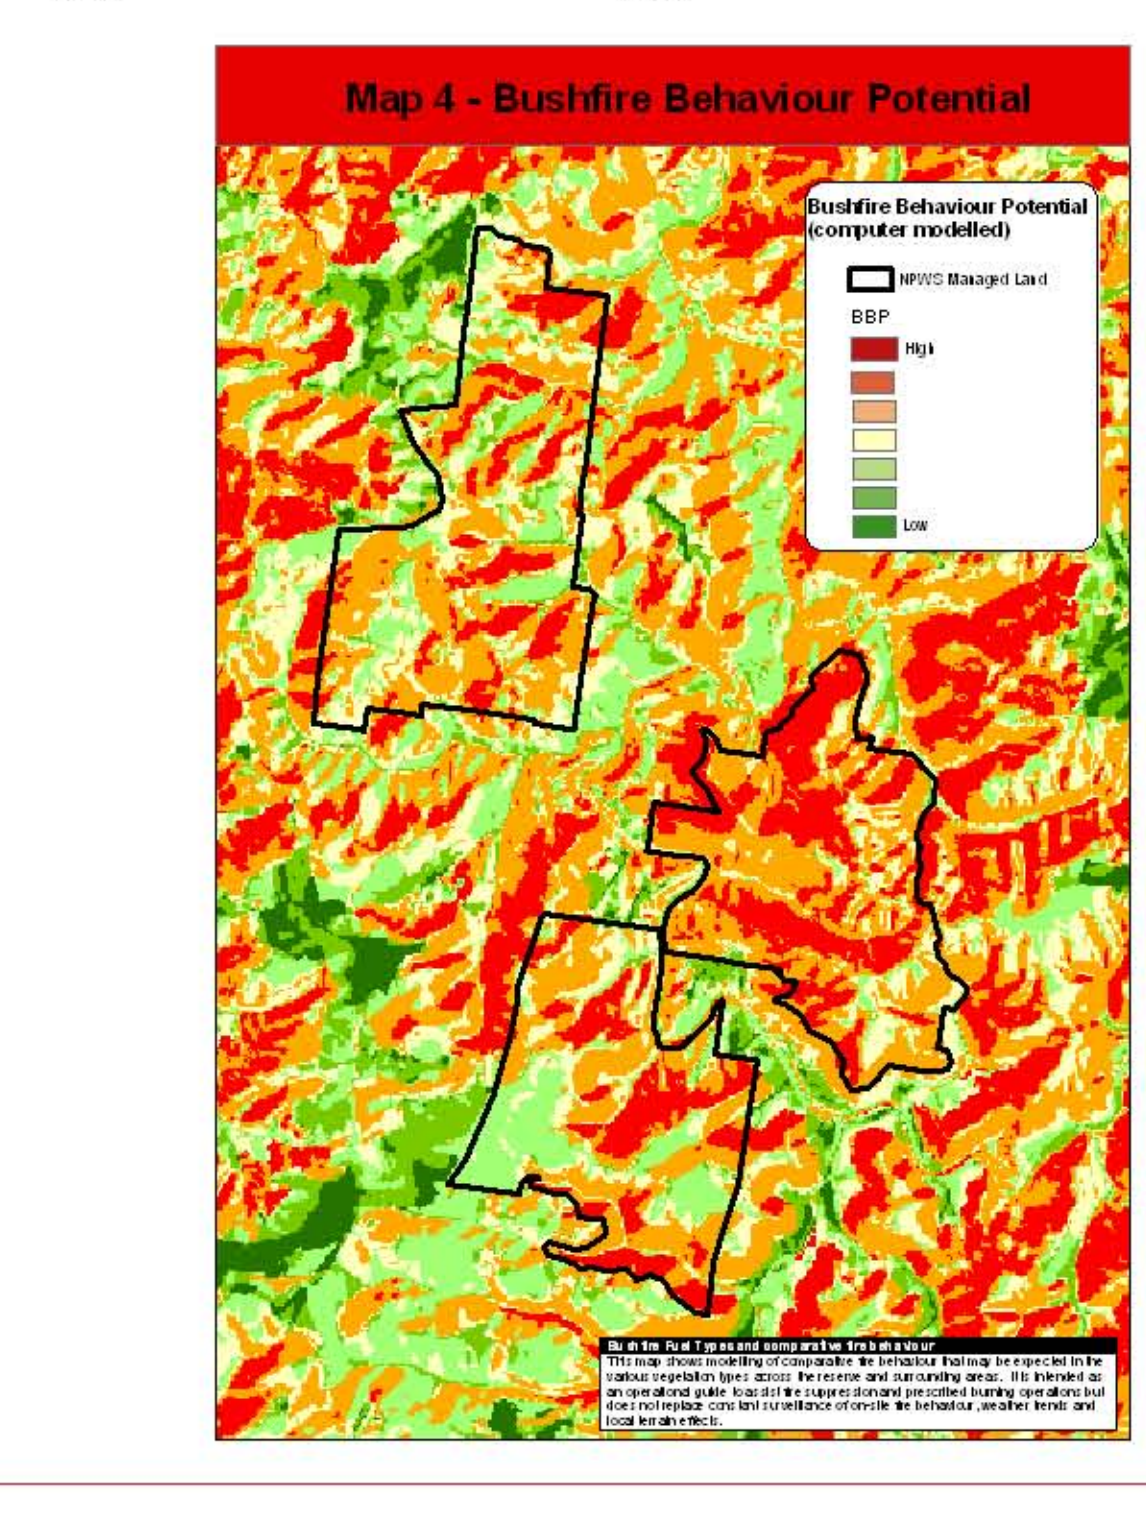 Map 4 - Bushfire Behaviour Potential
Bushfire Behaviour Potential
(computer modelled)
NPWS Managed Land
BBP
High
Low
Bushfire Fuel Types and comparative fire behaviour
This map shows modelling of comparative fire behaviour that may be expected in the
various vegetation types across the reserve and surrounding areas. It is intended as
an operational guide to assist fire suppression and prescribed burning operations but
does not replace constant surveillance of on-site fire behaviour, weather trends and
local terrain effects.